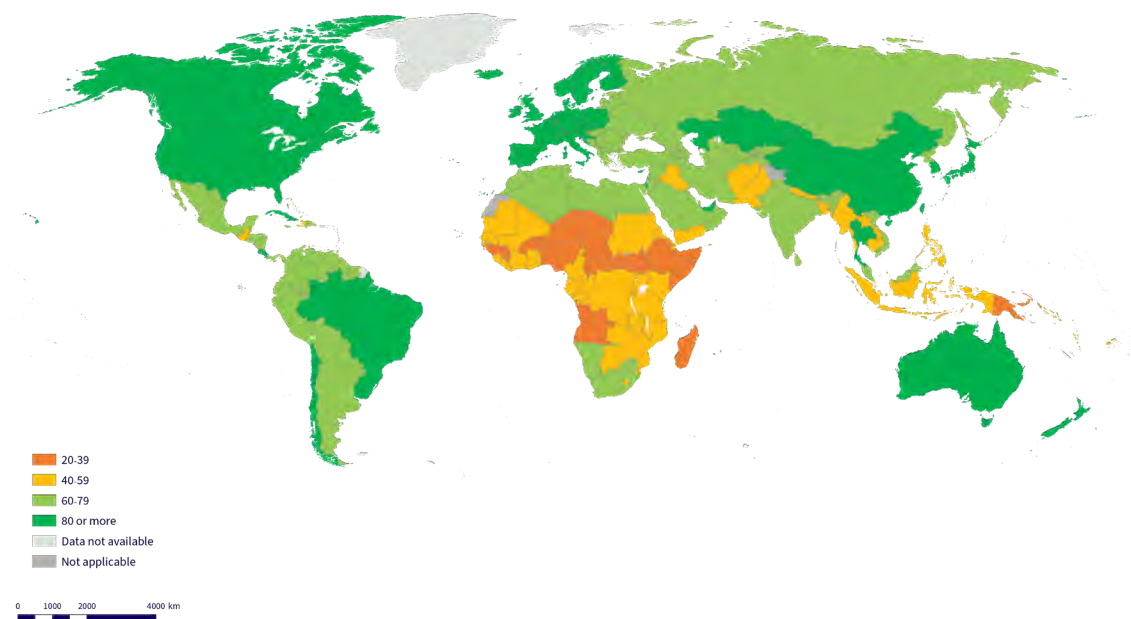 20-39
40-59
60-79
80 or more
Data not available
Not applicable
0 1000 2000 4000 km